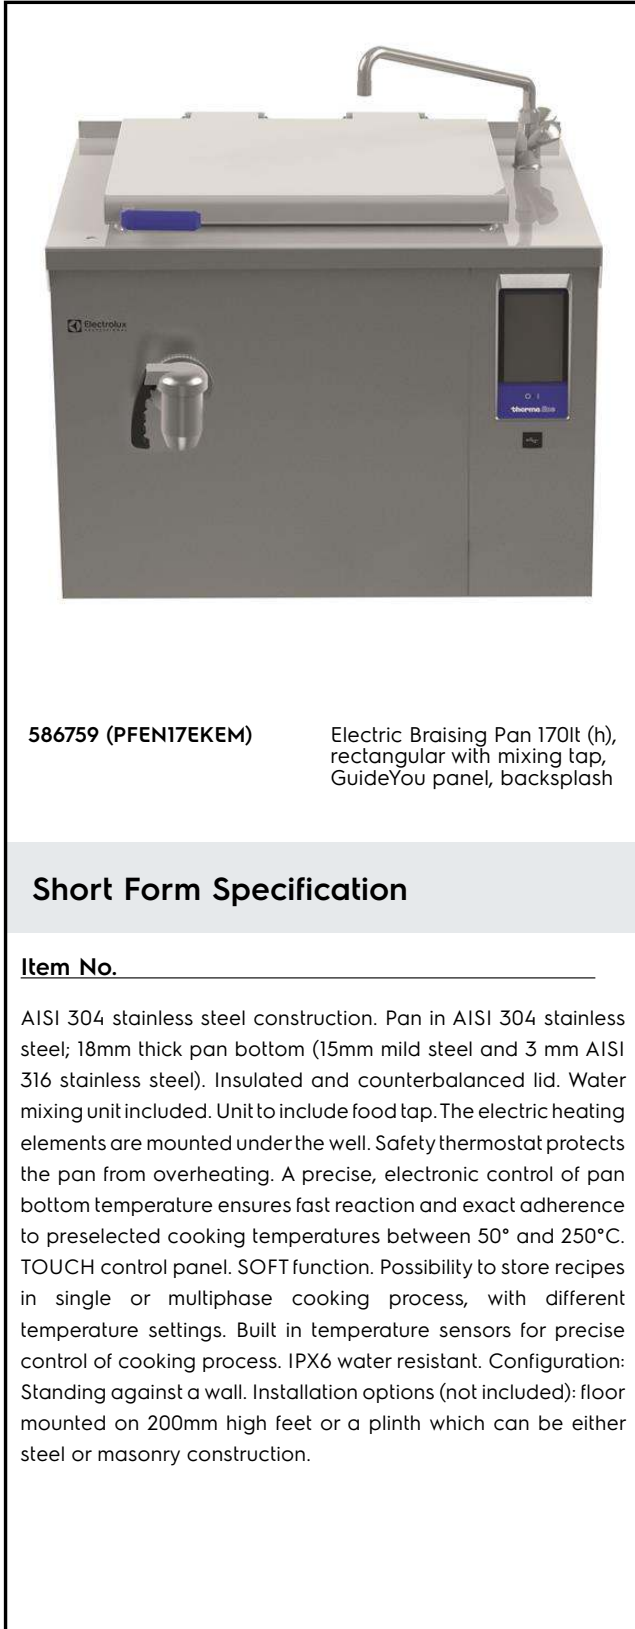 Electrolux
PROFESSIONAL
O I
thermaline
586759 (PFEN17EKEM)
Electric Braising Pan 170lt (h),
rectangular with mixing tap,
GuideYou panel, backsplash
Short Form Specification
Item No.
AISI 304 stainless steel construction. Pan in AISI 304 stainless
steel; 18mm thick pan bottom (15mm mild steel and 3 mm AISI
316 stainless steel). Insulated and counterbalanced lid. Water
mixing unit included. Unit to include food tap. The electric heating
elements are mounted under the well. Safety thermostat protects
the pan from overheating. A precise, electronic control of pan
bottom temperature ensures fast reaction and exact adherence
to preselected cooking temperatures between 50° and 250°C.
TOUCH control panel. SOFT function. Possibility to store recipes
in single or multiphase cooking process, with different
temperature settings. Built in temperature sensors for precise
control of cooking process. IPX6 water resistant. Configuration:
Standing against a wall. Installation options (not included): floor
mounted on 200mm high feet or a plinth which can be either
steel or masonry construction.